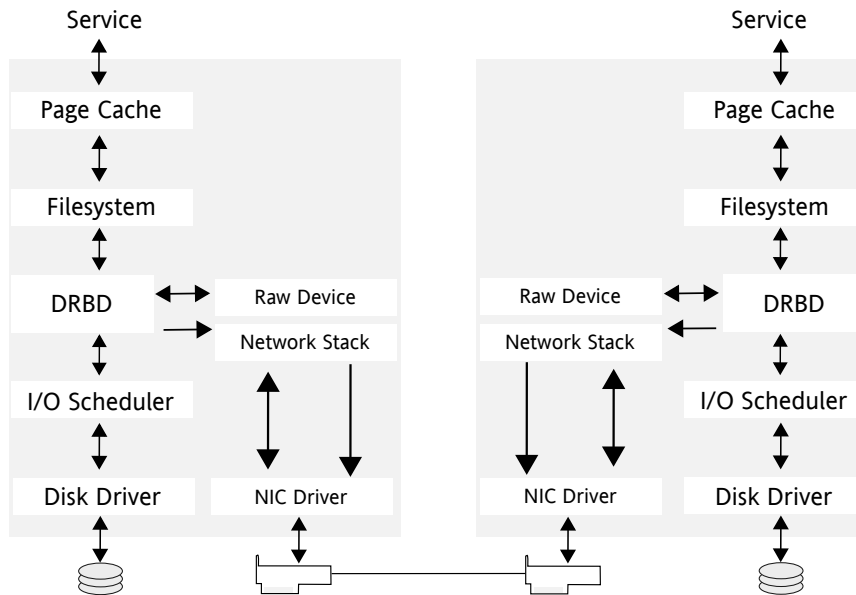 Service
Service
Page Cache
Page Cache
Filesystem
Filesystem
DRBD
Raw Device
Raw Device
DRBD
Network Stack
Network Stack
I/O Scheduler
I/O Scheduler
Disk Driver
NIC Driver
NIC Driver
Disk Driver